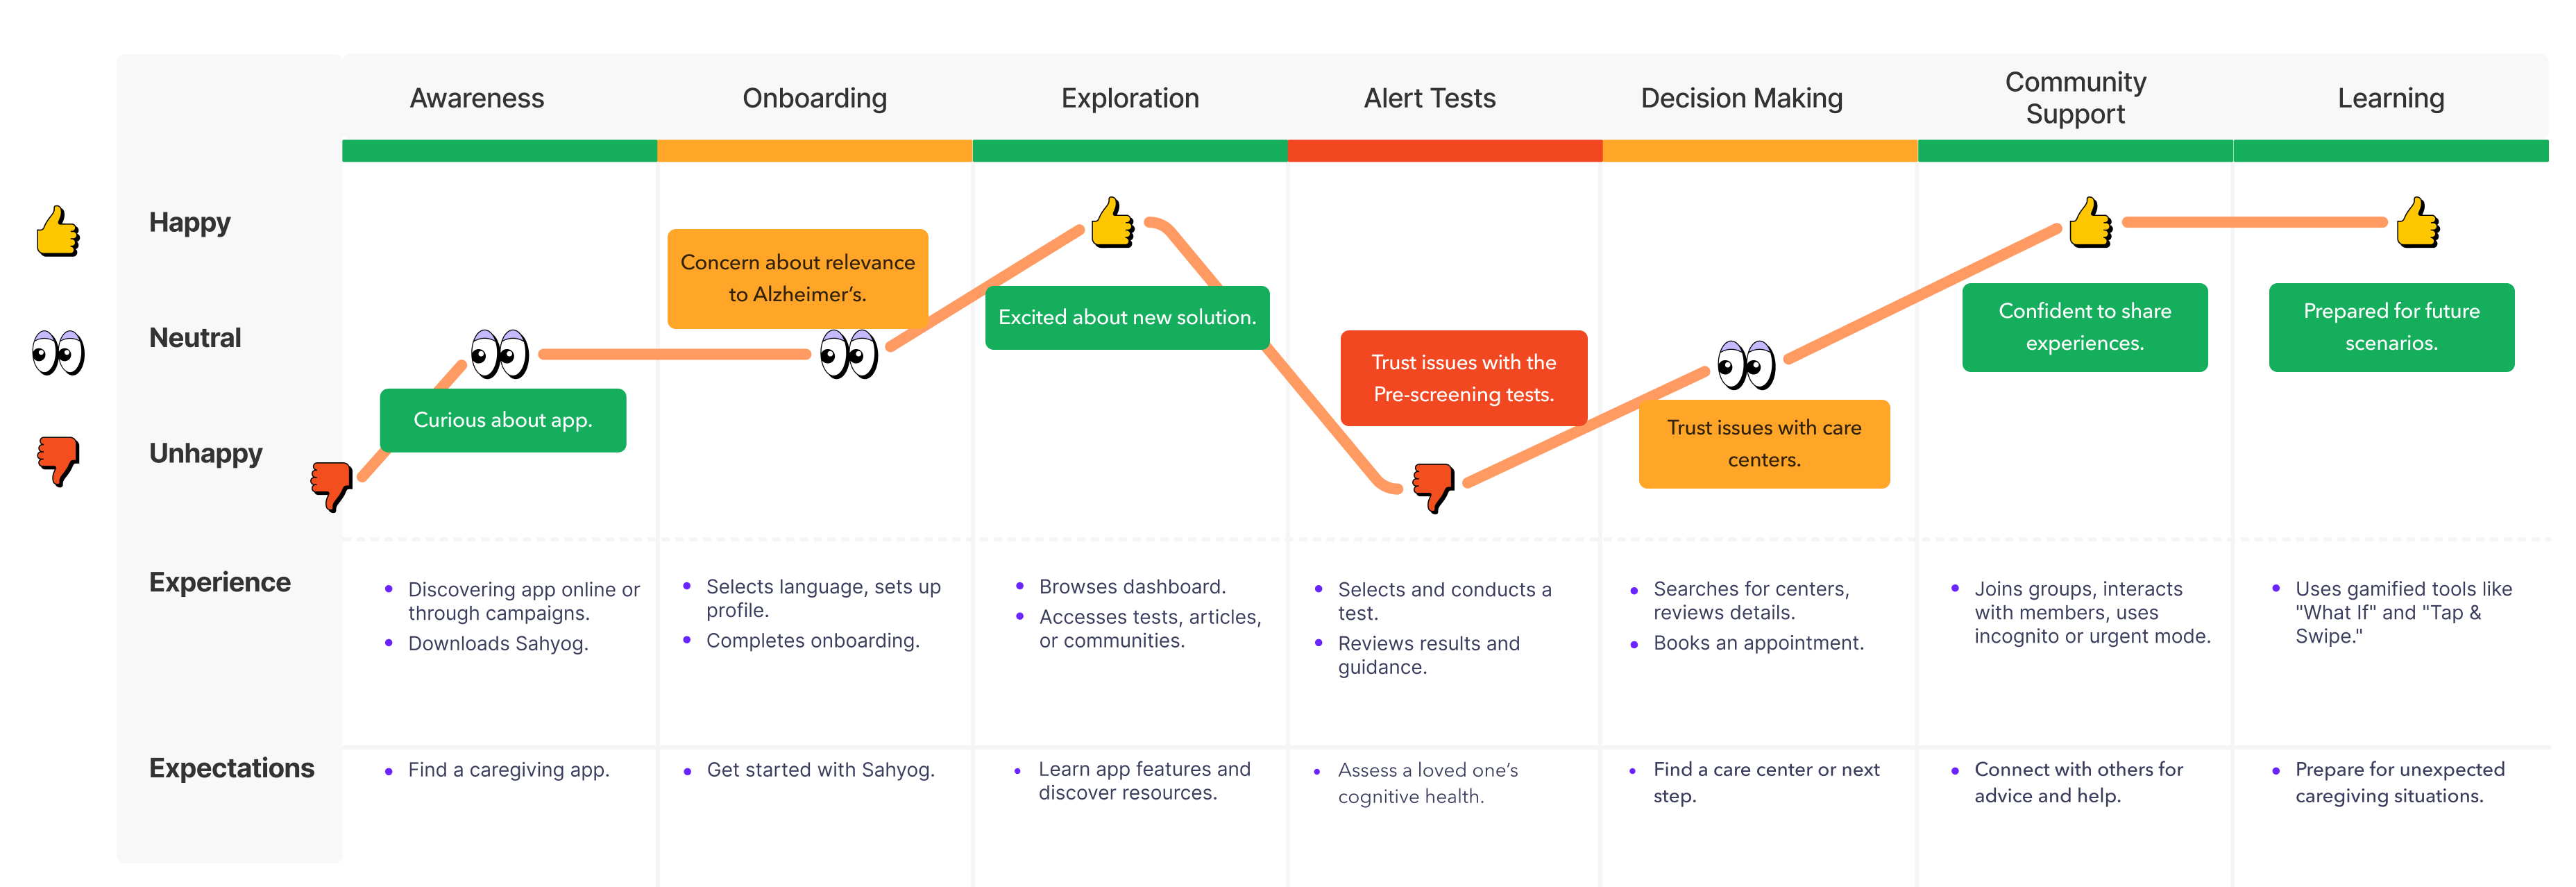 Awareness
Onboarding
Exploration
Alert Tests
Decision Making
Community
Support
Learning
Happy
Neutral
Unhappy
Curious about app.
Concern about relevance
to Alzheimer’s.
Excited about new solution.
Trust issues with the
Pre-screening tests.
Trust issues with care
centers.
Confident to share
experiences.
Prepared for future
scenarios.
Experience
• Discovering app online or
through campaigns.
• Downloads Sahyog.
• Selects language, sets up
profile.
• Completes onboarding.
• Browses dashboard.
• Accesses tests, articles,
or communities.
• Selects and conducts a
test.
• Reviews results and
guidance.
• Searches for centers,
reviews details.
• Books an appointment.
• Joins groups, interacts
with members, uses
incognito or urgent mode.
• Uses gamified tools like
"What If" and "Tap &
Swipe."
Expectations
• Find a caregiving app.
• Get started with Sahyog.
• Learn app features and
discover resources.
• Assess a loved one’s
cognitive health.
• Find a care center or next
step.
• Connect with others for
advice and help.
• Prepare for unexpected
caregiving situations.